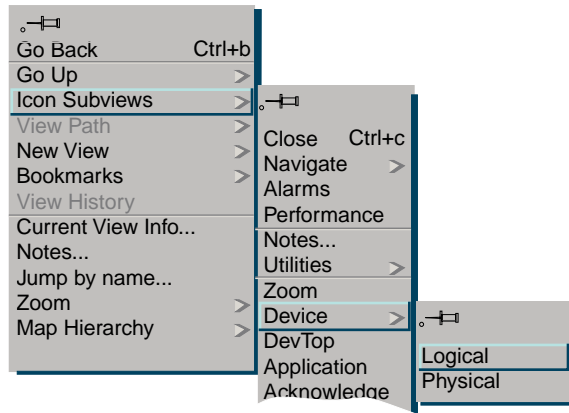 Go Back Ctrl+b
Go Up
Icon Subviews
View Path
New View
Bookmarks
View History
Current View Info...
Notes...
Jump by name...
Zoom
Map Hierarchy
Close Ctrl+c
Navigate
Alarms
Performance
Notes...
Utilities
Zoom
Device
DevTop
Application
Acknowledge
Logical
Physical